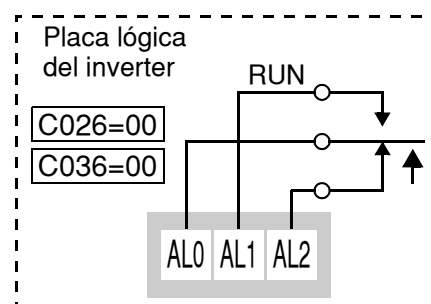 Placa lógica
del inverter
RUN
C026=00
C036=00
AL0 AL1 AL2